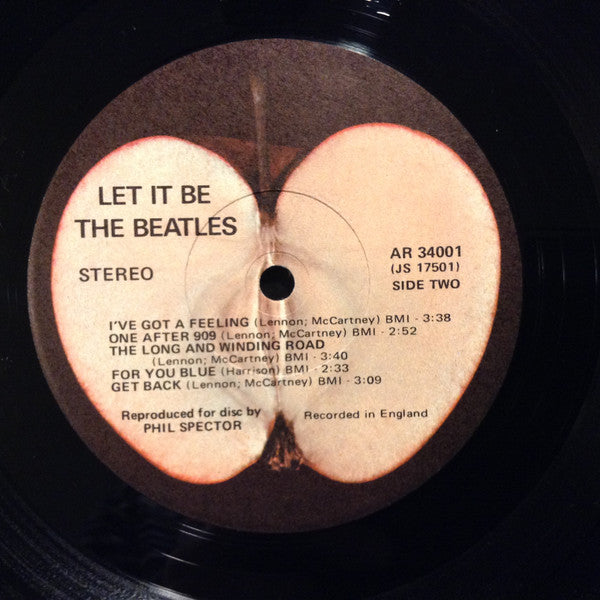 LET IT BE
THE BEATLES
STEREO
AR 34001
(JS 17501)
SIDE TWO
I'VE GOT A FEELING (Lennon; McCartney) BMI · 3:38
ONE AFTER 909 (Lennon; McCartney) BMI · 2:52
THE LONG AND WINDING ROAD
(Lennon; McCartney) BMI · 3:40
FOR YOU BLUE (Harrison) BMI · 2:33
GET BACK (Lennon; McCartney) BMI · 3:09
Reproduced for disc by
PHIL SPECTOR
Recorded in England